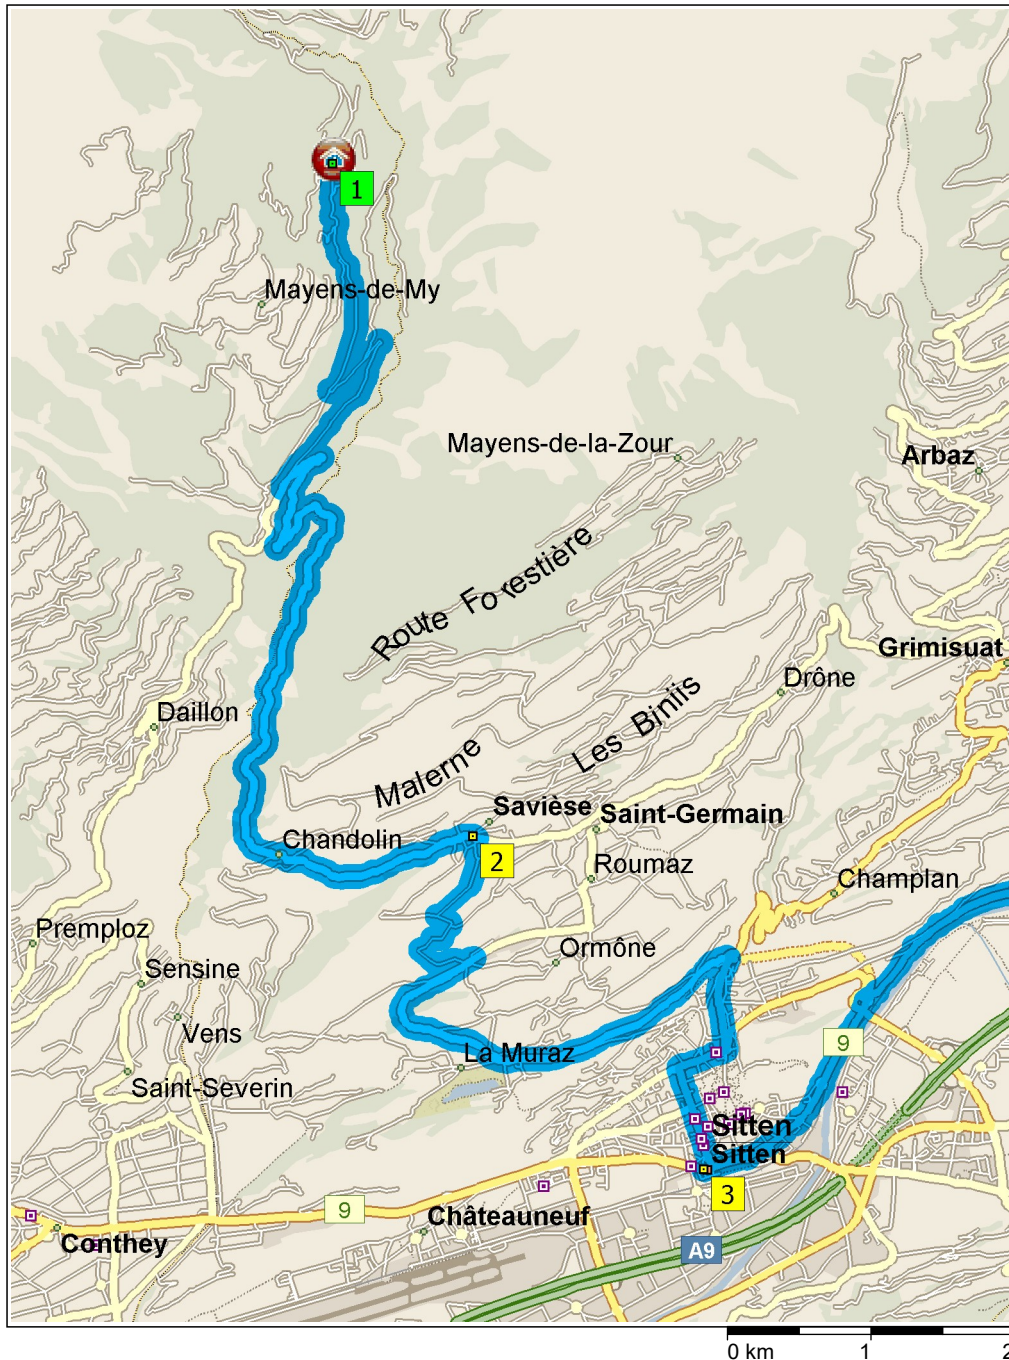 1
Mayens-de-My
Mayens-de-la-Zour
Arbaz
Route Forestière
Grimisuat
Drône
Les Biniis
Daillon
Malerne
Savièse
Saint-Germain
Chandolin
2
Roumaz
Champlan
Premploz
Ormône
Sensine
Vens
9
La Muraz
Saint-Severin
Sitten
Sitten
3
9
Châteauneuf
Conthey
A9
0 km 1 2